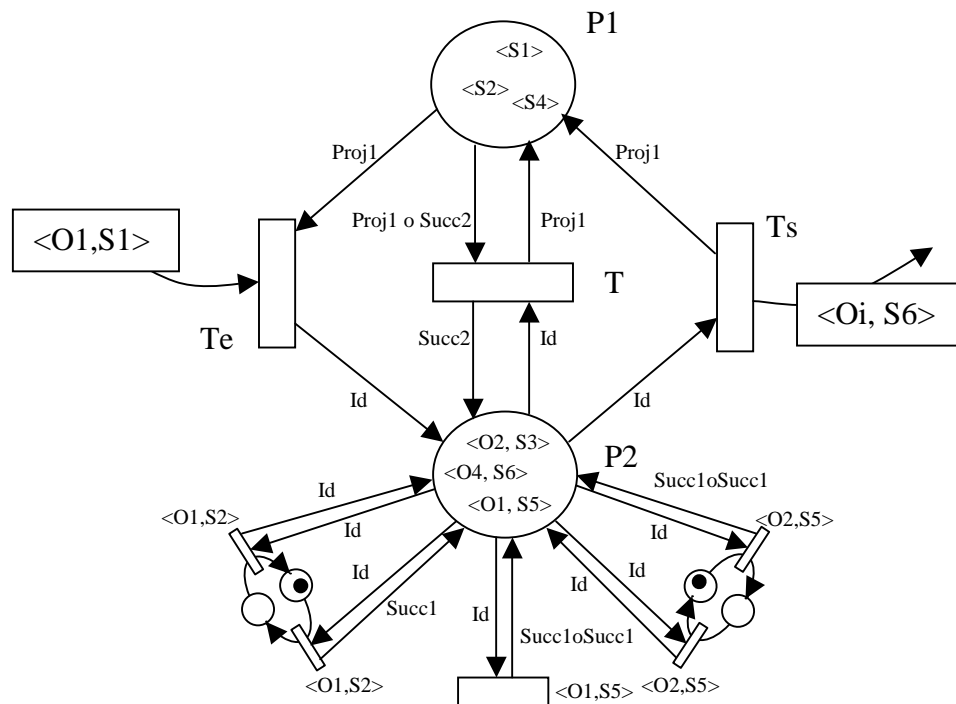 P1
<S1>
<S2>
<S4>
Proj1
Proj1
<O1,S1>
Proj1 o Succ2
Proj1
Ts
T
<Oi, S6>
Te
Succ2
Id
Id
Id
<O2, S3>
P2
<O4, S6>
Succ1oSucc1
Id
<O1, S5>
<O1,S2>
Id
<O2,S5>
Id
Id
Id
Id
Succ1
Id
Succ1oSucc1
<O1,S2>
<O1,S5>
<O2,S5>